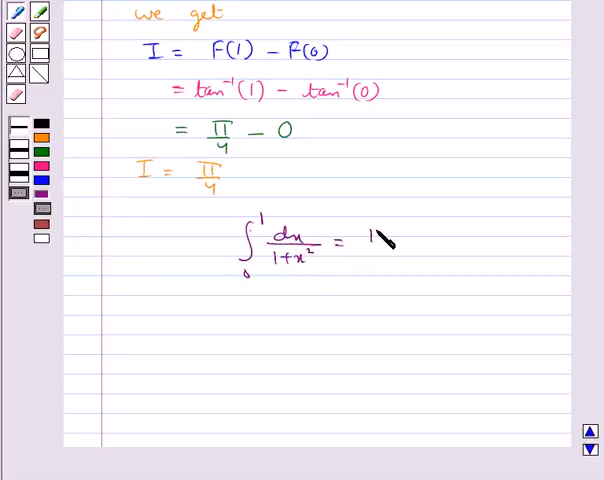 we get
I = F(1) - F(0)
= tan⁻¹(1) - tan⁻¹(0)
= π/4 - 0
I = π/4
∫₀¹ dx/(1+x²) =